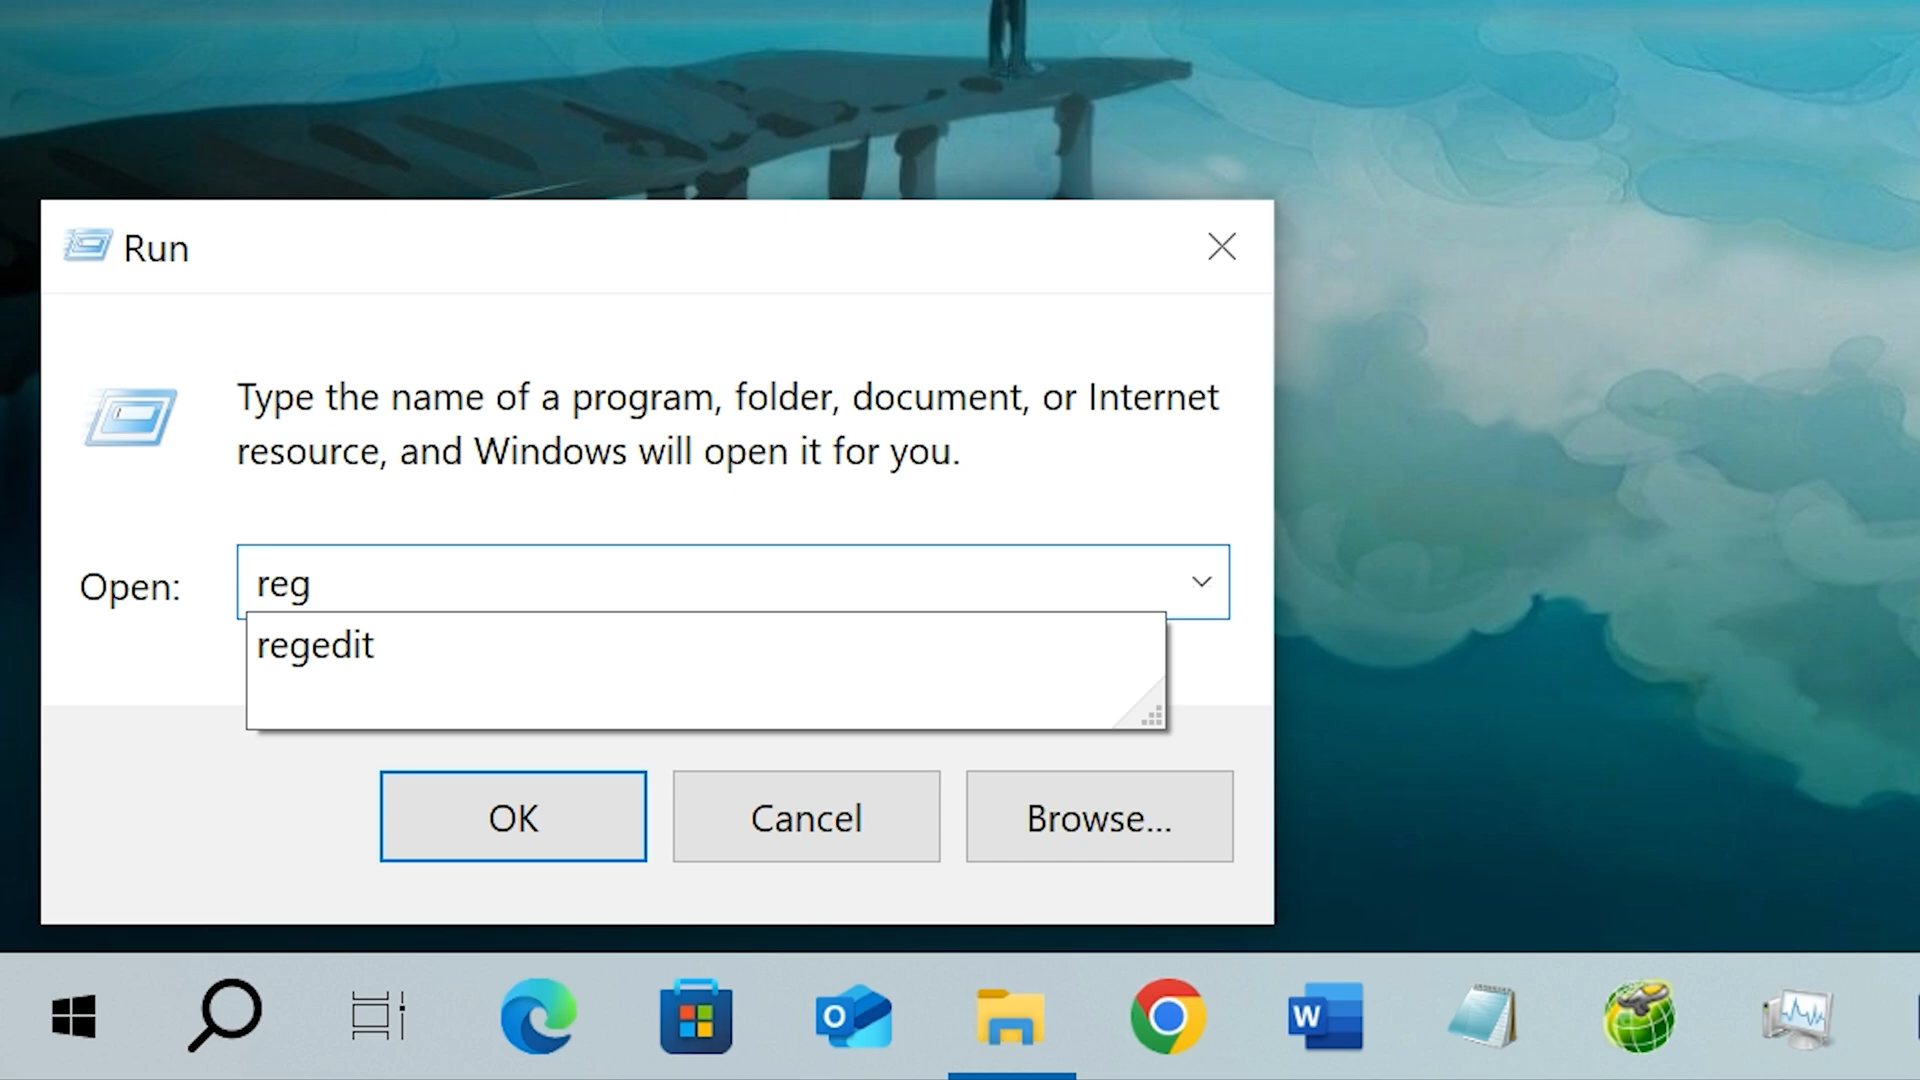 Run
Type the name of a program, folder, document, or Internet
resource, and Windows will open it for you.
Open:
reg
regedit
OK
Cancel
Browse...
O
W